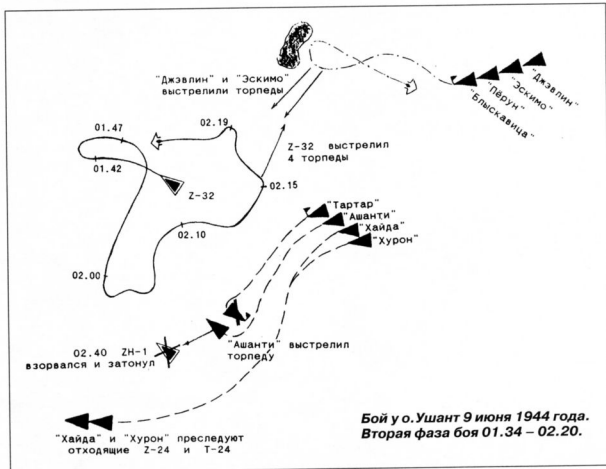 "Джэвлин" и "Эскимо"
выстрелили торпеды
"Джэвлин"
"Эскимо"
"Пёрун"
"Блыскавица"
01.47
01.42
02.19
Z-32 выстрелил
4 торпеды
Z-32
02.15
02.10
02.00
"Тартар"
"Ашанти"
"Хайда"
"Хурон"
02.40 ZH-1
взорвался и затонул
"Ашанти" выстрелил
торпеду
"Хайда" и "Хурон" преследуют
отходящие Z-24 и T-24
Бой у о.Ушант 9 июня 1944 года.
Вторая фаза боя 01.34 – 02.20.